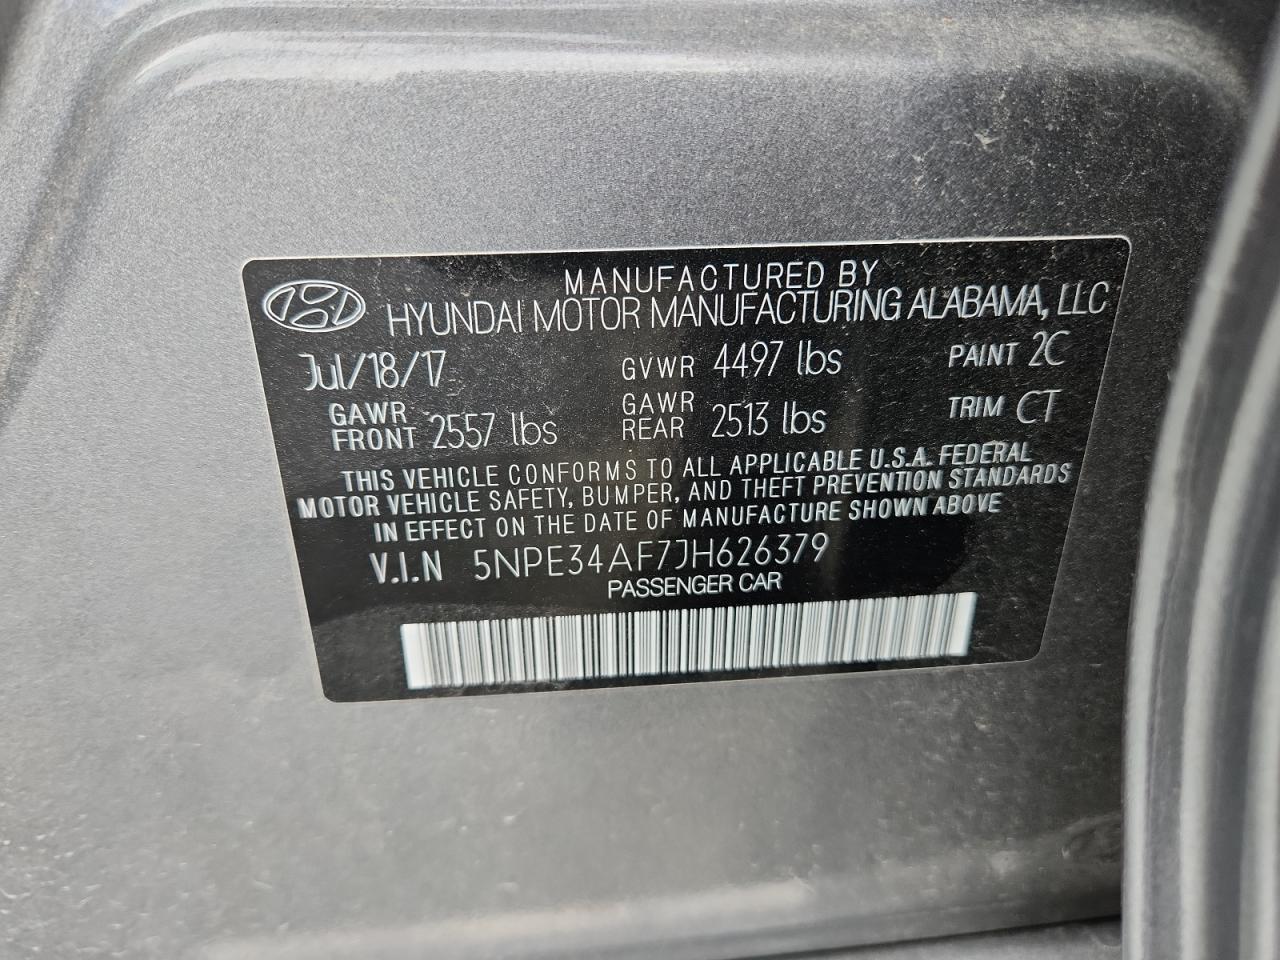 MANUFACTURED BY
HYUNDAI MOTOR MANUFACTURING ALABAMA, LLC
Jul/18/17 GVWR 4497 lbs PAINT 2C
GAWR FRONT 2557 lbs GAWR REAR 2513 lbs TRIM CT
THIS VEHICLE CONFORMS TO ALL APPLICABLE U.S.A. FEDERAL
MOTOR VEHICLE SAFETY, BUMPER, AND THEFT PREVENTION STANDARDS
IN EFFECT ON THE DATE OF MANUFACTURE SHOWN ABOVE
V.I.N 5NPE34AF7JH626379
PASSENGER CAR